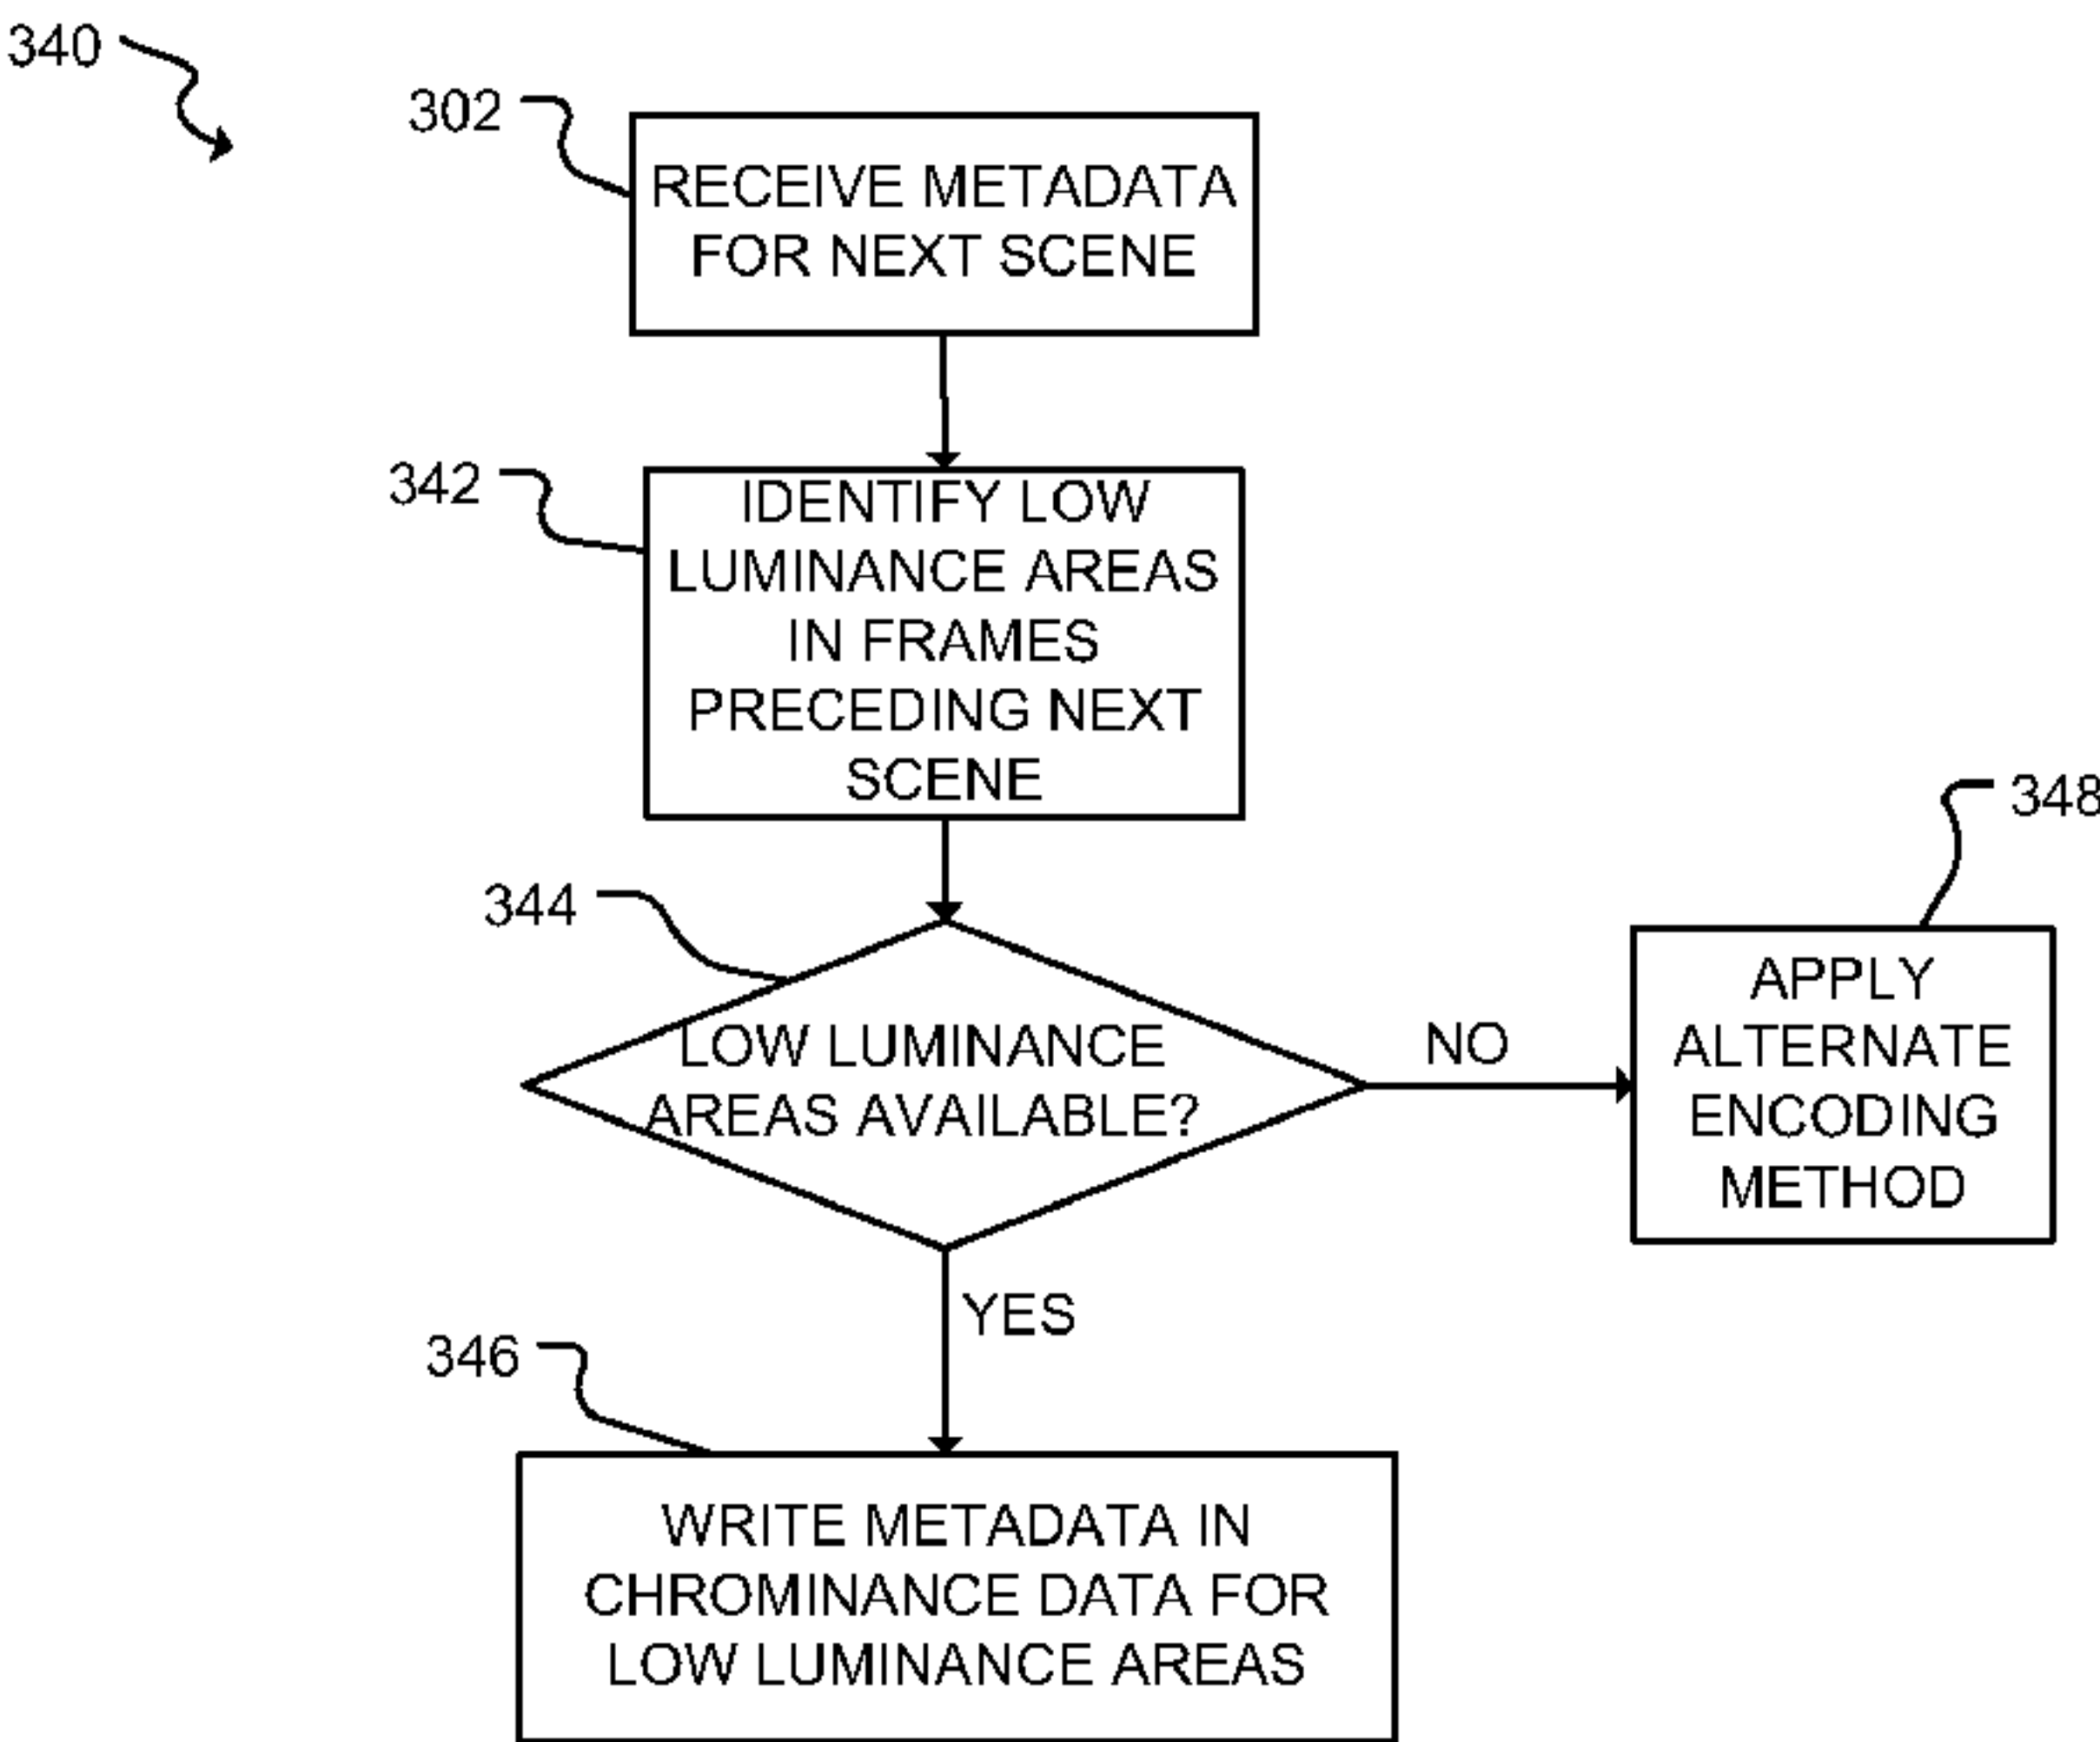 340
302
RECEIVE METADATA
FOR NEXT SCENE
342
IDENTIFY LOW
LUMINANCE AREAS
IN FRAMES
PRECEDING NEXT
SCENE
344
LOW LUMINANCE
AREAS AVAILABLE?
NO
348
APPLY
ALTERNATE
ENCODING
METHOD
YES
346
WRITE METADATA IN
CHROMINANCE DATA FOR
LOW LUMINANCE AREAS